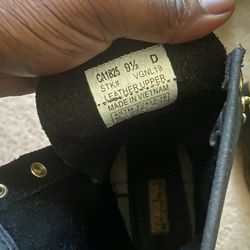 CA1825 9½ D
STK# VGNL19
LEATHER UPPER
MADE IN VIETNAM